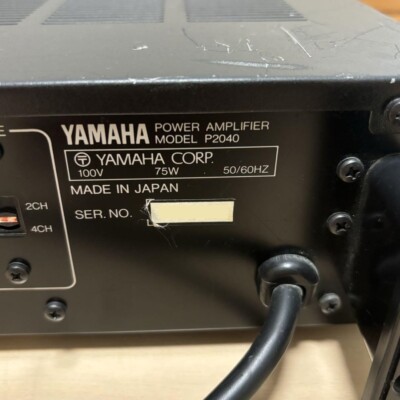 YAMAHA POWER AMPLIFIER
MODEL P2040
YAMAHA CORP.
100V 75W 50/60HZ
MADE IN JAPAN
SER. NO.
2CH
4CH